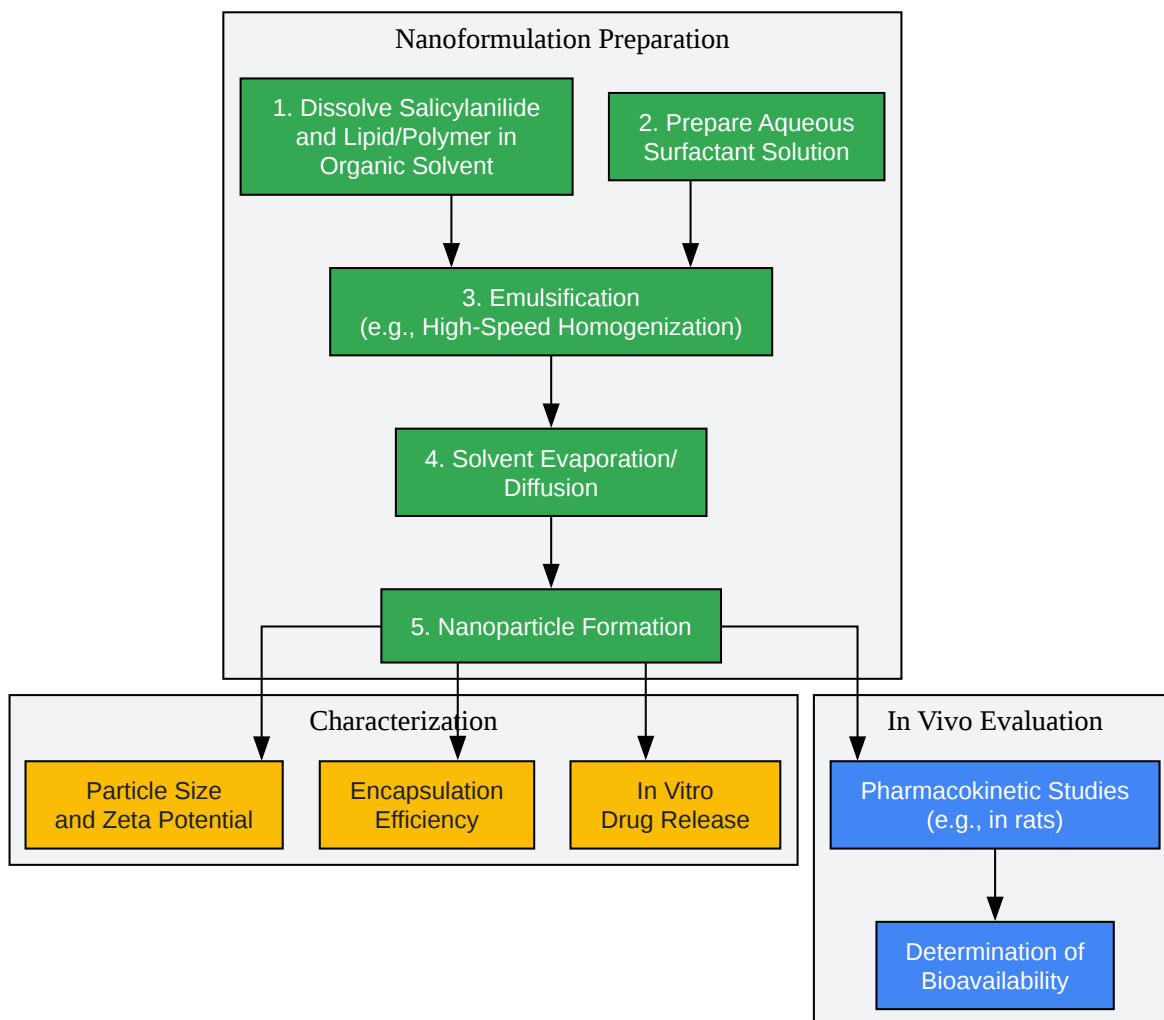 Nanoformulation Preparation
1. Dissolve Salicylanilide
and Lipid/Polymer in
Organic Solvent
2. Prepare Aqueous
Surfactant Solution
3. Emulsification
(e.g., High-Speed Homogenization)
4. Solvent Evaporation/
Diffusion
5. Nanoparticle Formation
Characterization
Particle Size
and Zeta Potential
Encapsulation
Efficiency
In Vitro
Drug Release
In Vivo Evaluation
Pharmacokinetic Studies
(e.g., in rats)
Determination of
Bioavailability